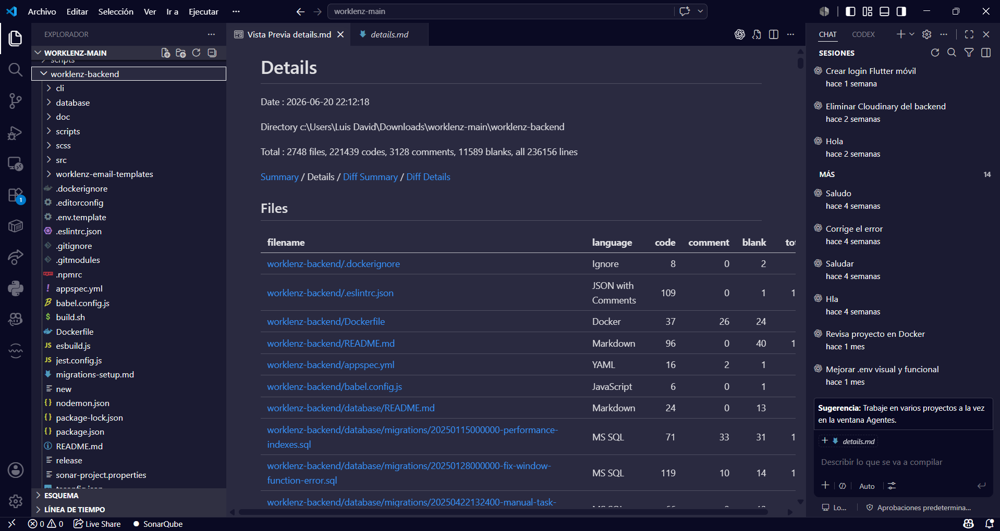 Archivo Editar Selección Ver Ir a Ejecutar ···
worklenz-main
EXPLORADOR ···
WORKLENZ-MAIN
scripts
worklenz-backend
cli
database
doc
scripts
scss
src
worklenz-email-templates
.dockerignore
.editorconfig
.env.template
.eslintrc.json
.gitignore
.gitmodules
.npmrc
appspec.yml
babel.config.js
build.sh
Dockerfile
esbuild.js
jest.config.js
migrations-setup.md
new
nodemon.json
package-lock.json
package.json
README.md
release
sonar-project.properties
tsconfig.json
ESQUEMA
LÍNEA DE TIEMPO
Vista Previa details.md
details.md
Details
Date : 2026-06-20 22:12:18
Directory c:\Users\Luis David\Downloads\worklenz-main\worklenz-backend
Total : 2748 files, 221439 codes, 3128 comments, 11589 blanks, all 236156 lines
Summary / Details / Diff Summary / Diff Details
Files
filename language code comment blank tot
worklenz-backend/.dockerignore Ignore 8 0 2
worklenz-backend/.eslintrc.json JSON with Comments 109 0 1 1
worklenz-backend/Dockerfile Docker 37 26 24
worklenz-backend/README.md Markdown 96 0 40 1
worklenz-backend/appspec.yml YAML 16 2 1
worklenz-backend/babel.config.js JavaScript 6 0 1
worklenz-backend/database/README.md Markdown 24 0 13
worklenz-backend/database/migrations/20250115000000-performance-
indexes.sql MS SQL 71 33 31 1
worklenz-backend/database/migrations/20250128000000-fix-window-
function-error.sql MS SQL 119 10 14 1
worklenz-backend/database/migrations/20250422132400-manual-task-
CHAT CODEX
SESIONES
Crear login Flutter móvil
hace 1 semana
Eliminar Cloudinary del backend
hace 2 semanas
Hola
hace 2 semanas
MÁS 14
Saludo
hace 4 semanas
Corrige el error
hace 4 semanas
Saludar
hace 4 semanas
Hla
hace 4 semanas
Revisa proyecto en Docker
hace 1 mes
Mejorar .env visual y funcional
hace 1 mes
Sugerencia: Trabaje en varios proyectos a la vez
en la ventana Agentes.
details.md
Describir lo que se va a compilar
Auto
Lo... Aprobaciones predetermina...
0 0 Live Share SonarQube
1